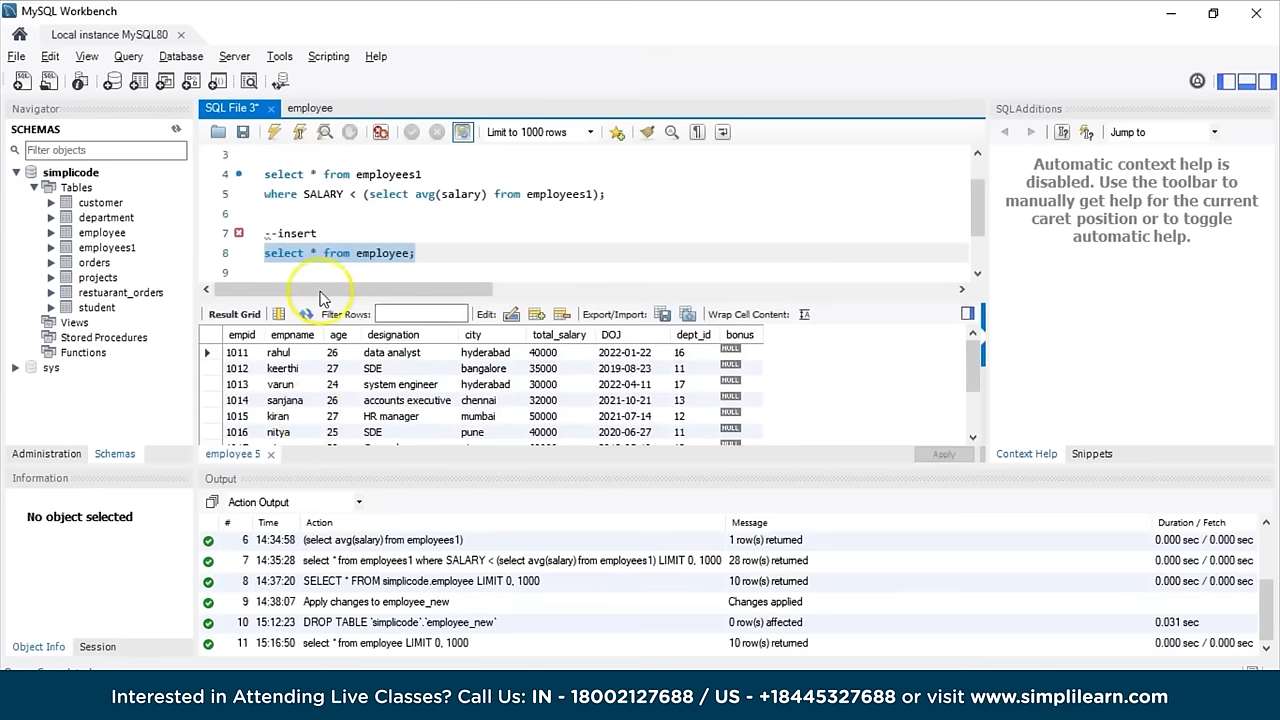 MySQL Workbench
Local instance MySQL80
File Edit View Query Database Server Tools Scripting Help
Navigator
SCHEMAS
Filter objects
simplicode
Tables
customer
department
employee
employees1
orders
projects
restuarant_orders
student
Views
Stored Procedures
Functions
sys
Administration Schemas
Information
No object selected
Object Info Session
SQL File 3* employee
Limit to 1000 rows
3
4 select * from employees1
5 where SALARY < (select avg(salary) from employees1);
6
7 --insert
8 select * from employee;
9
Result Grid Filter Rows: Edit: Export/Import: Wrap Cell Content:
empid empname age designation city total_salary DOJ dept_id bonus
1011 rahul 26 data analyst hyderabad 40000 2022-01-22 16 NULL
1012 keerthi 27 SDE bangalore 35000 2019-08-23 11 NULL
1013 varun 24 system engineer hyderabad 30000 2022-04-11 17 NULL
1014 sanjana 26 accounts executive chennai 32000 2021-10-21 13 NULL
1015 kiran 27 HR manager mumbai 50000 2021-07-14 12 NULL
1016 nitya 25 SDE pune 40000 2020-06-27 11 NULL
employee 5
Apply
SQLAdditions
Jump to
Automatic context help is
disabled. Use the toolbar to
manually get help for the current
caret position or to toggle
automatic help.
Context Help Snippets
Output
Action Output
# Time Action Message Duration / Fetch
6 14:34:58 (select avg(salary) from employees1) 1 row(s) returned 0.000 sec / 0.000 sec
7 14:35:28 select * from employees1 where SALARY < (select avg(salary) from employees1) LIMIT 0, 1000 28 row(s) returned 0.000 sec / 0.000 sec
8 14:37:20 SELECT * FROM simplicode.employee LIMIT 0, 1000 10 row(s) returned 0.000 sec / 0.000 sec
9 14:38:07 Apply changes to employee_new Changes applied
10 15:12:23 DROP TABLE `simplicode`.`employee_new` 0 row(s) affected 0.031 sec
11 15:16:50 select * from employee LIMIT 0, 1000 10 row(s) returned 0.000 sec / 0.000 sec
Interested in Attending Live Classes? Call Us: IN - 18002127688 / US - +18445327688 or visit www.simplilearn.com